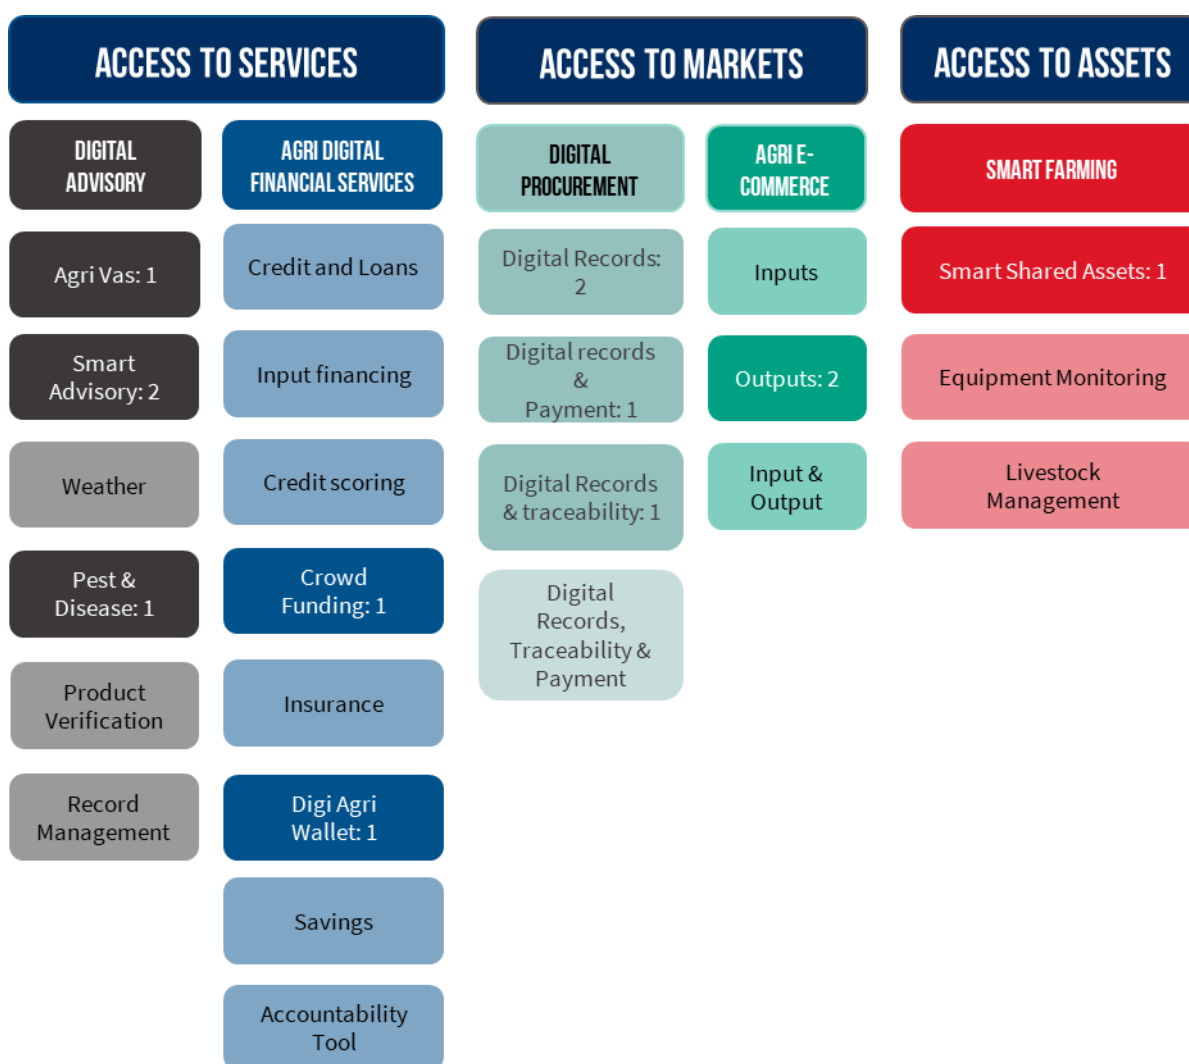 ACCESS TO SERVICES
DIGITAL
ADVISORY
Agri Vas: 1
Smart
Advisory: 2
Weather
Pest &
Disease: 1
Product
Verification
Record
Management
AGRI DIGITAL
FINANCIAL SERVICES
Credit and Loans
Input financing
Credit scoring
Crowd
Funding: 1
Insurance
Digi Agri
Wallet: 1
Savings
Accountability
Tool
ACCESS TO MARKETS
DIGITAL
PROCUREMENT
Digital Records:
2
Digital records
&
Payment: 1
Digital Records
& traceability: 1
Digital
Records,
Traceability &
Payment
AGRI E-
COMMERCE
Inputs
Outputs: 2
Input &
Output
ACCESS TO ASSETS
SMART FARMING
Smart Shared Assets: 1
Equipment Monitoring
Livestock
Management